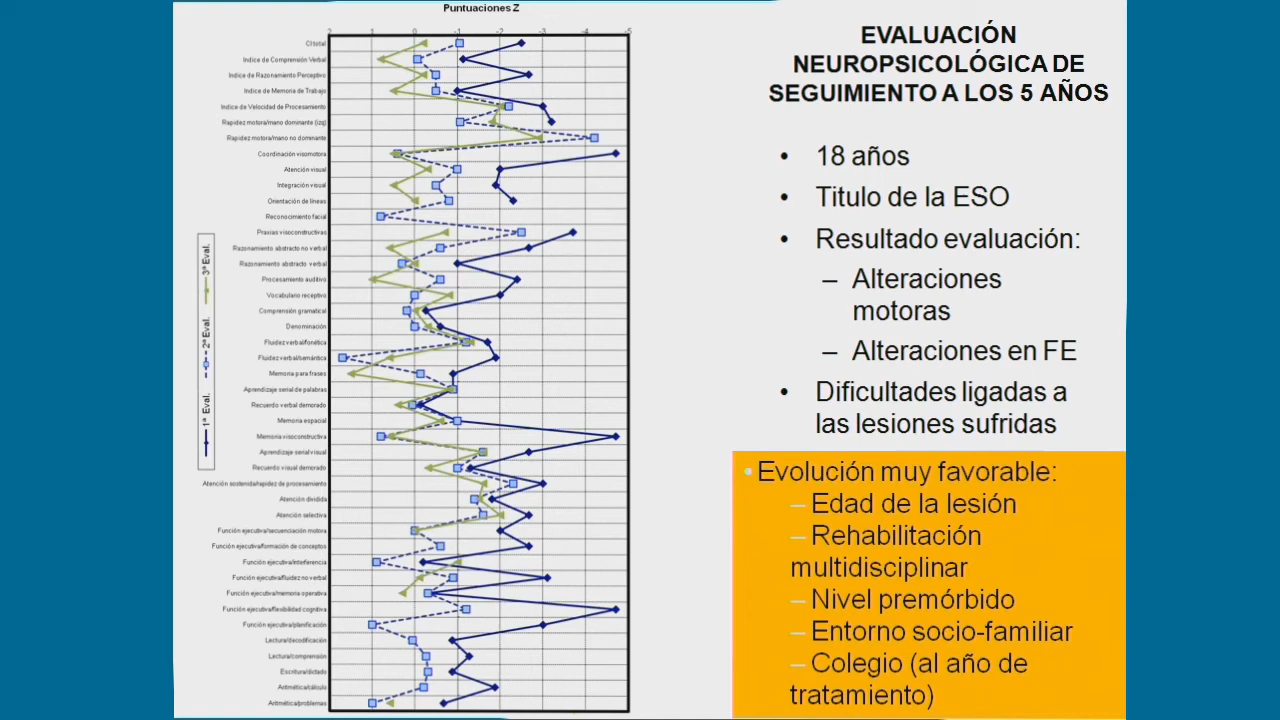 Puntuaciones Z
2 1 0 -1 -2 -3 -4 -5
CI total
Indice de Comprensión Verbal
Indice de Razonamiento Perceptivo
Indice de Memoria de Trabajo
Indice de Velocidad de Procesamiento
Rapidez motora/mano dominante (izq)
Rapidez motora/mano no dominante
Coordinación visomotora
Atención visual
Integración visual
Orientación de líneas
Reconocimiento facial
Praxias visoconstructivas
Razonamiento abstracto no verbal
Razonamiento abstracto verbal
Procesamiento auditivo
Vocabulario receptivo
Comprensión gramatical
Denominación
Fluidez verbal/fonética
Fluidez verbal/semántica
Memoria para frases
Aprendizaje serial de palabras
Recuerdo verbal demorado
Memoria espacial
Memoria visoconstructiva
Aprendizaje serial visual
Recuerdo visual demorado
Atención sostenida/rapidez de procesamiento
Atención dividida
Atención selectiva
Función ejecutiva/secuenciación motora
Función ejecutiva/formación de conceptos
Función ejecutiva/interferencia
Función ejecutiva/fluidez no verbal
Función ejecutiva/memoria operativa
Función ejecutiva/flexibilidad cognitiva
Función ejecutiva/planificación
Lectura/decodificación
Lectura/comprensión
Escritura/dictado
Aritmética/cálculo
Aritmética/problemas
1ª Eval.
2ª Eval.
3ª Eval.
EVALUACIÓN
NEUROPSICOLÓGICA DE
SEGUIMIENTO A LOS 5 AÑOS
• 18 años
• Titulo de la ESO
• Resultado evaluación:
– Alteraciones
motoras
– Alteraciones en FE
• Dificultades ligadas a
las lesiones sufridas
• Evolución muy favorable:
– Edad de la lesión
– Rehabilitación
multidisciplinar
– Nivel premórbido
– Entorno socio-familiar
– Colegio (al año de
tratamiento)